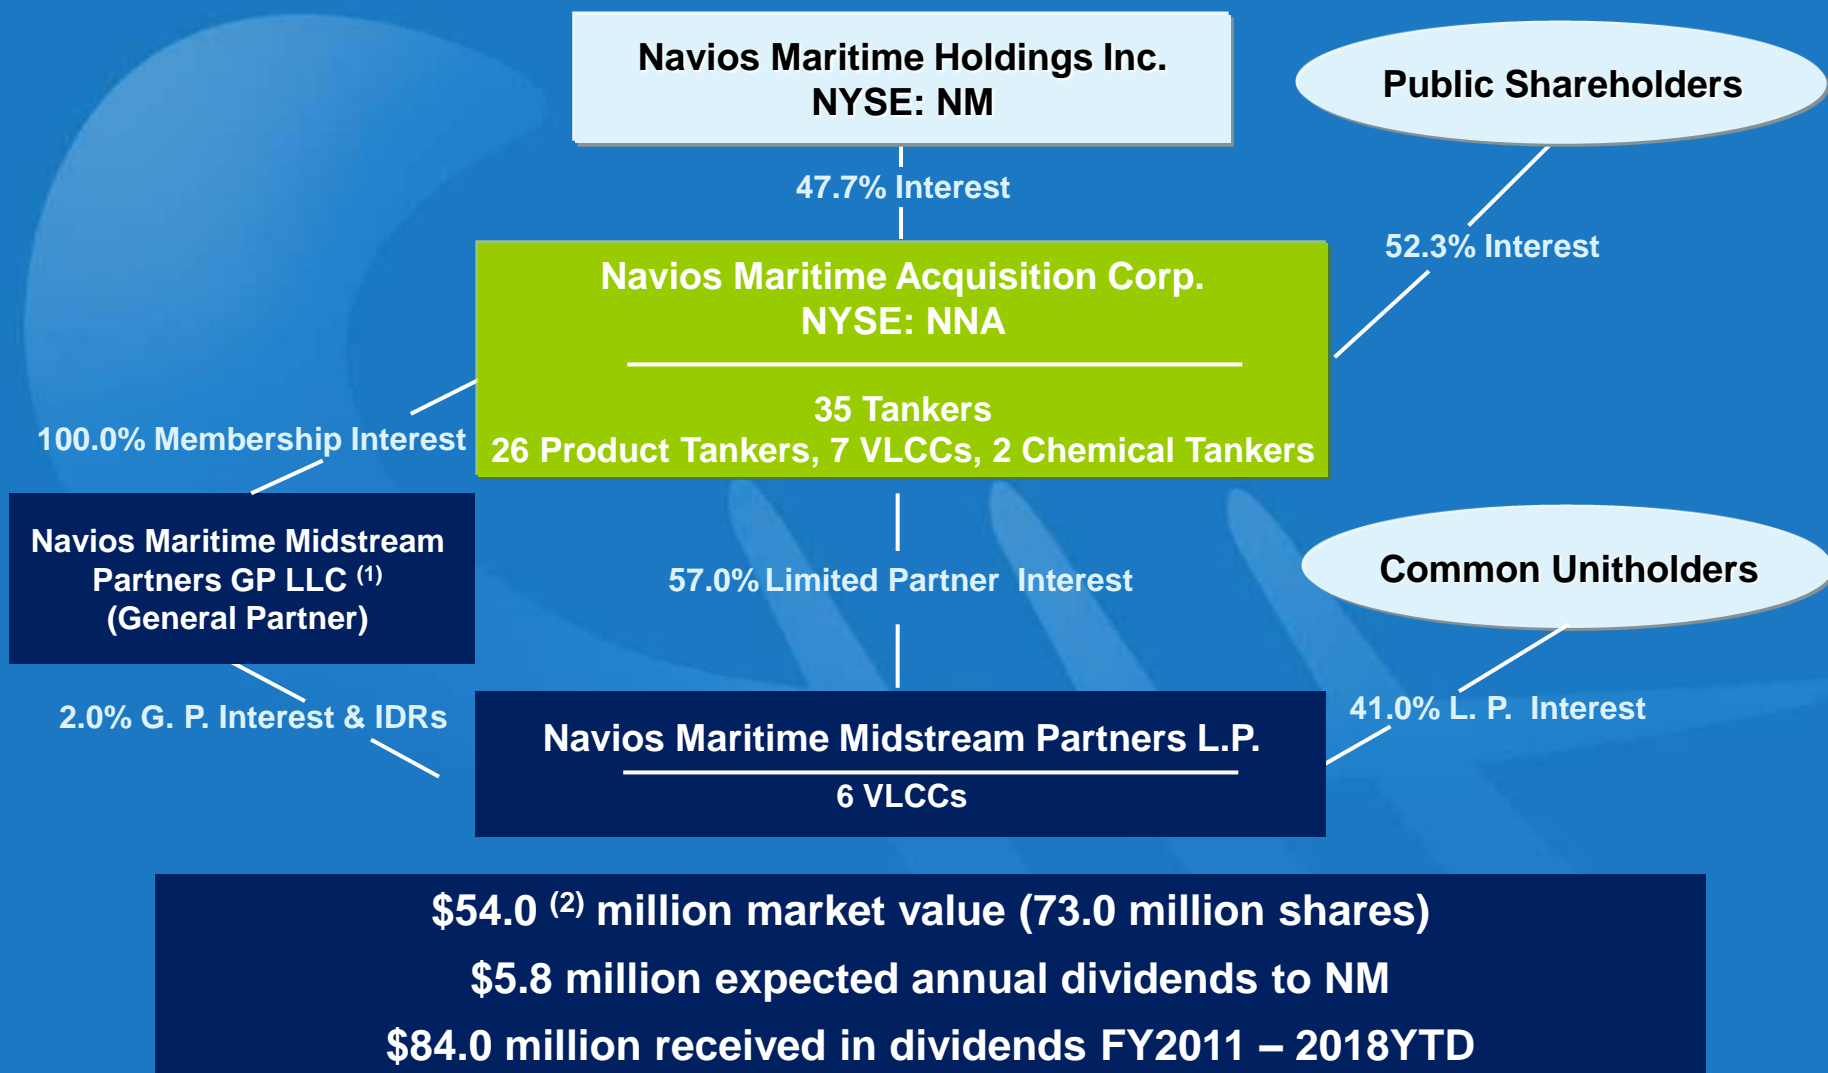 Navios Maritime Holdings Inc.
NYSE: NM
Public Shareholders
47.7% Interest
52.3% Interest
Navios Maritime Acquisition Corp.
NYSE: NNA
35 Tankers
26 Product Tankers, 7 VLCCs, 2 Chemical Tankers
100.0% Membership Interest
Navios Maritime Midstream
Partners GP LLC (1)
(General Partner)
57.0% Limited Partner Interest
Common Unitholders
2.0% G. P. Interest & IDRs
41.0% L. P. Interest
Navios Maritime Midstream Partners L.P.
6 VLCCs
$54.0 (2) million market value (73.0 million shares)
$5.8 million expected annual dividends to NM
$84.0 million received in dividends FY2011 – 2018YTD